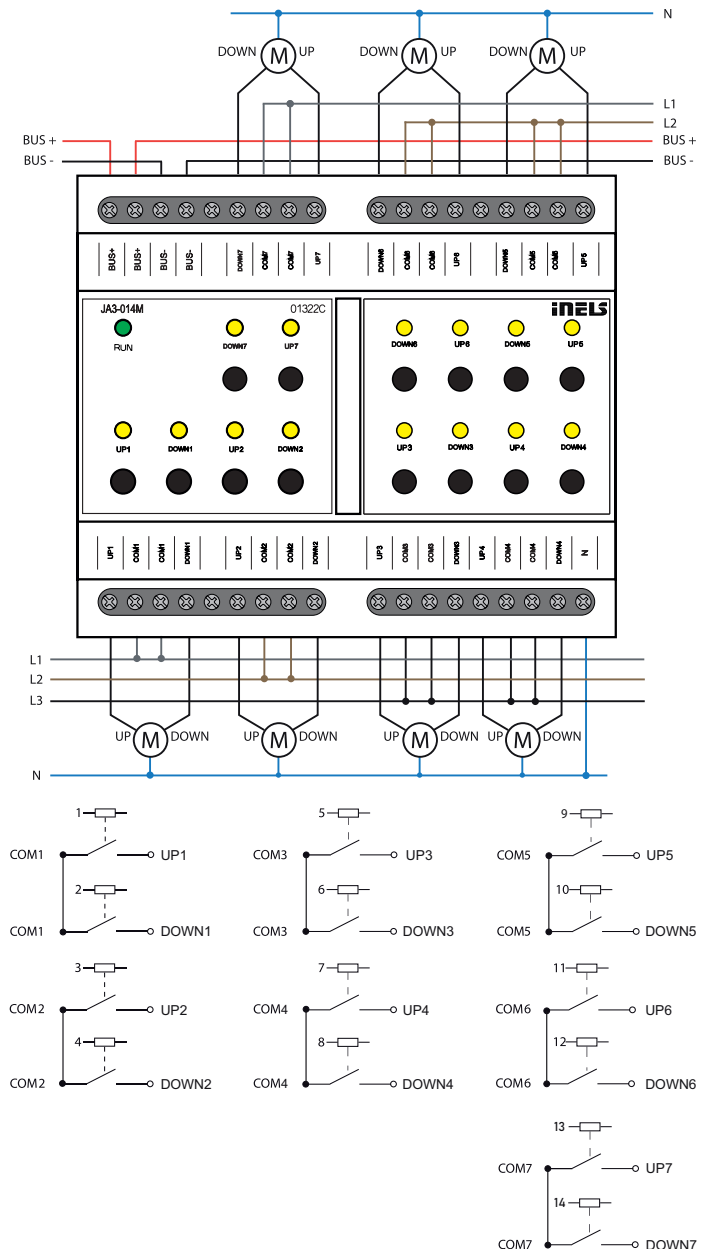 N
DOWN M UP DOWN M UP DOWN M UP
L1
L2
BUS + BUS +
BUS - BUS -
BUS+ BUS+ BUS- BUS- DOWN7 COM7 COM7 UP7 DOWN6 COM6 COM6 UP6 DOWN5 COM5 COM5 UP5
JA3-014M 01322C iNELS
RUN DOWN7 UP7 DOWN6 UP6 DOWN5 UP5
UP1 DOWN1 UP2 DOWN2 UP3 DOWN3 UP4 DOWN4
UP1 COM1 COM1 DOWN1 UP2 COM2 COM2 DOWN2 UP3 COM3 COM3 DOWN3 UP4 COM4 COM4 DOWN4 N
L1
L2
L3
UP M DOWN UP M DOWN UP M DOWN UP M DOWN
N
1 5 9
COM1 UP1 COM3 UP3 COM5 UP5
2 6 10
COM1 DOWN1 COM3 DOWN3 COM5 DOWN5
3 7 11
COM2 UP2 COM4 UP4 COM6 UP6
4 8 12
COM2 DOWN2 COM4 DOWN4 COM6 DOWN6
13
COM7 UP7
14
COM7 DOWN7